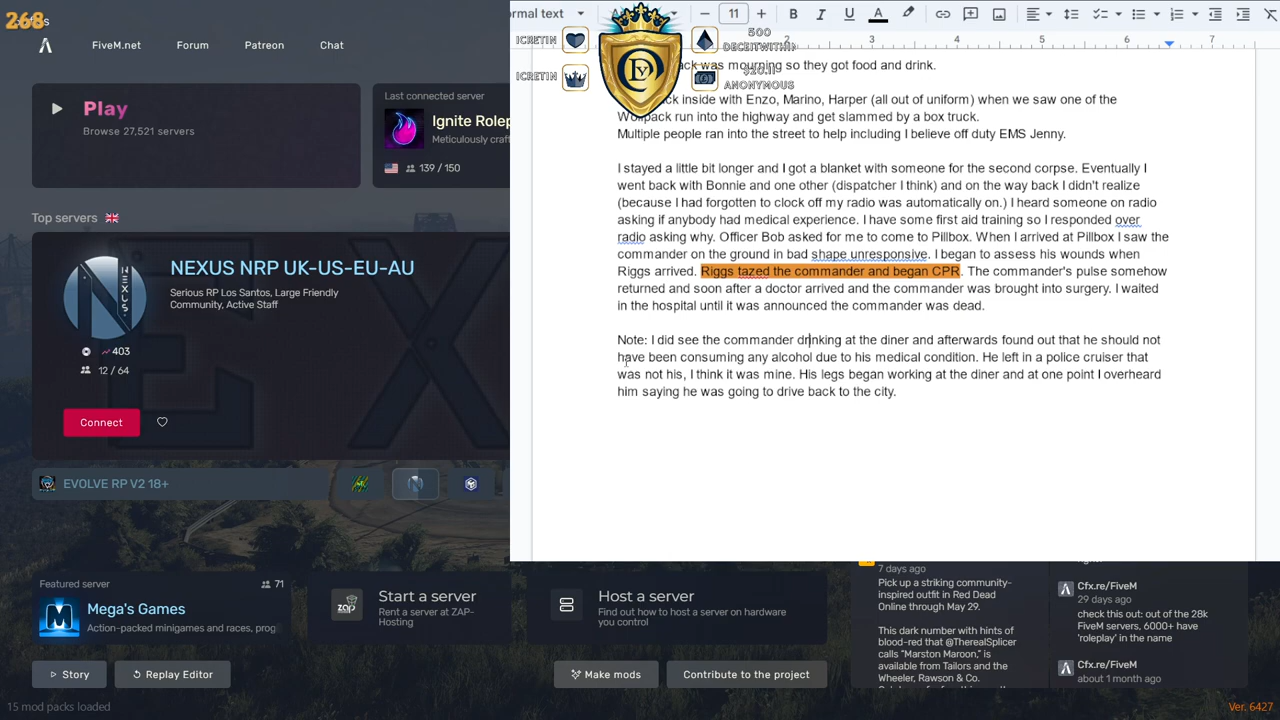 268
FiveM.net
Forum
Patreon
Chat
Play
Browse 27,521 servers
Last connected server
Ignite Rolep
Meticulously craft
139 / 150
Top servers
NEXUS NRP UK-US-EU-AU
Serious RP Los Santos, Large Friendly
Community, Active Staff
403
12 / 64
Connect
EVOLVE RP V2 18+
Featured server
71
Mega's Games
Action-packed minigames and races, prog
Start a server
Rent a server at ZAP-
Hosting
Host a server
Find out how to host a server on hardware
you control
Story
Replay Editor
Make mods
Contribute to the project
15 mod packs loaded
Ver. 6427
7 days ago
Pick up a striking community-
inspired outfit in Red Dead
Online through May 29.
This dark number with hints of
blood-red that @TherealSplicer
calls "Marston Maroon," is
available from Tailors and the
Wheeler, Rawson & Co.
Cfx.re/FiveM
29 days ago
check this out: out of the 28k
FiveM servers, 6000+ have
'roleplay' in the name
Cfx.re/FiveM
about 1 month ago
ormal text
11
B I U A
2 3 4 5 6 7
ICRETIN
500
DECEITWITHIN
ICRETIN
$20.11
ANONYMOUS
ack was mourning so they got food and drink.
ck inside with Enzo, Marino, Harper (all out of uniform) when we saw one of the
Wolfpack run into the highway and get slammed by a box truck.
Multiple people ran into the street to help including I believe off duty EMS Jenny.
I stayed a little bit longer and I got a blanket with someone for the second corpse. Eventually I
went back with Bonnie and one other (dispatcher I think) and on the way back I didn't realize
(because I had forgotten to clock off my radio was automatically on.) I heard someone on radio
asking if anybody had medical experience. I have some first aid training so I responded over
radio asking why. Officer Bob asked for me to come to Pillbox. When I arrived at Pillbox I saw the
commander on the ground in bad shape unresponsive. I began to assess his wounds when
Riggs arrived. Riggs tazed the commander and began CPR. The commander's pulse somehow
returned and soon after a doctor arrived and the commander was brought into surgery. I waited
in the hospital until it was announced the commander was dead.
Note: I did see the commander drinking at the diner and afterwards found out that he should not
have been consuming any alcohol due to his medical condition. He left in a police cruiser that
was not his, I think it was mine. His legs began working at the diner and at one point I overheard
him saying he was going to drive back to the city.